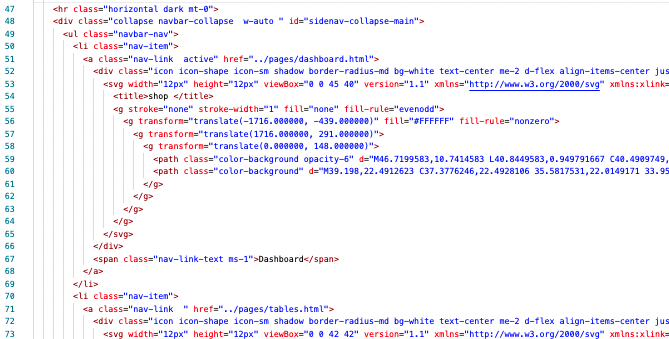 47 <hr class="horizontal dark mt-0">
48 <div class="collapse navbar-collapse  w-auto " id="sidenav-collapse-main">
49 <ul class="navbar-nav">
50 <li class="nav-item">
51 <a class="nav-link  active" href="../pages/dashboard.html">
52 <div class="icon icon-shape icon-sm shadow border-radius-md bg-white text-center me-2 d-flex align-items-center jus
53 <svg width="12px" height="12px" viewBox="0 0 45 40" version="1.1" xmlns="http://www.w3.org/2000/svg" xmlns:xlink=
54 <title>shop </title>
55 <g stroke="none" stroke-width="1" fill="none" fill-rule="evenodd">
56 <g transform="translate(-1716.000000, -439.000000)" fill="#FFFFFF" fill-rule="nonzero">
57 <g transform="translate(1716.000000, 291.000000)">
58 <g transform="translate(0.000000, 148.000000)">
59 <path class="color-background opacity-6" d="M46.7199583,10.7414583 L40.8449583,0.949791667 C40.4909749,
60 <path class="color-background" d="M39.198,22.4912623 C37.3776246,22.4928106 35.5817531,22.0149171 33.95
61 </g>
62 </g>
63 </g>
64 </g>
65 </svg>
66 </div>
67 <span class="nav-link-text ms-1">Dashboard</span>
68 </a>
69 </li>
70 <li class="nav-item">
71 <a class="nav-link  " href="../pages/tables.html">
72 <div class="icon icon-shape icon-sm shadow border-radius-md bg-white text-center me-2 d-flex align-items-center jus
73 <svg width="12px" height="12px" viewBox="0 0 42 42" version="1.1" xmlns="http://www.w3.org/2000/svg" xmlns:xlink=